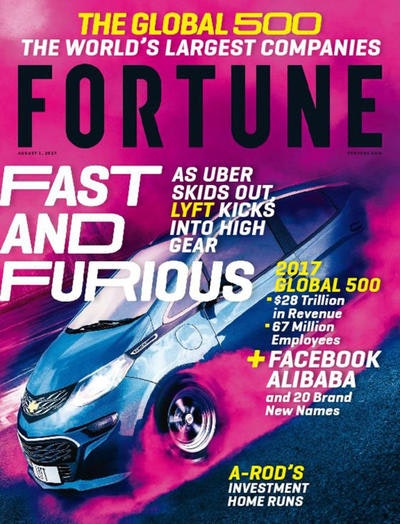 THE GLOBAL 500
THE WORLD'S LARGEST COMPANIES
FORTUNE
AUGUST 1, 2017
FORTUNE.COM
FAST
AND
FURIOUS
AS UBER
SKIDS OUT,
LYFT KICKS
INTO HIGH
GEAR
2017
GLOBAL 500
$28 Trillion
in Revenue
67 Million
Employees
+ FACEBOOK
ALIBABA
and 20 Brand
New Names
A-ROD'S
INVESTMENT
HOME RUNS